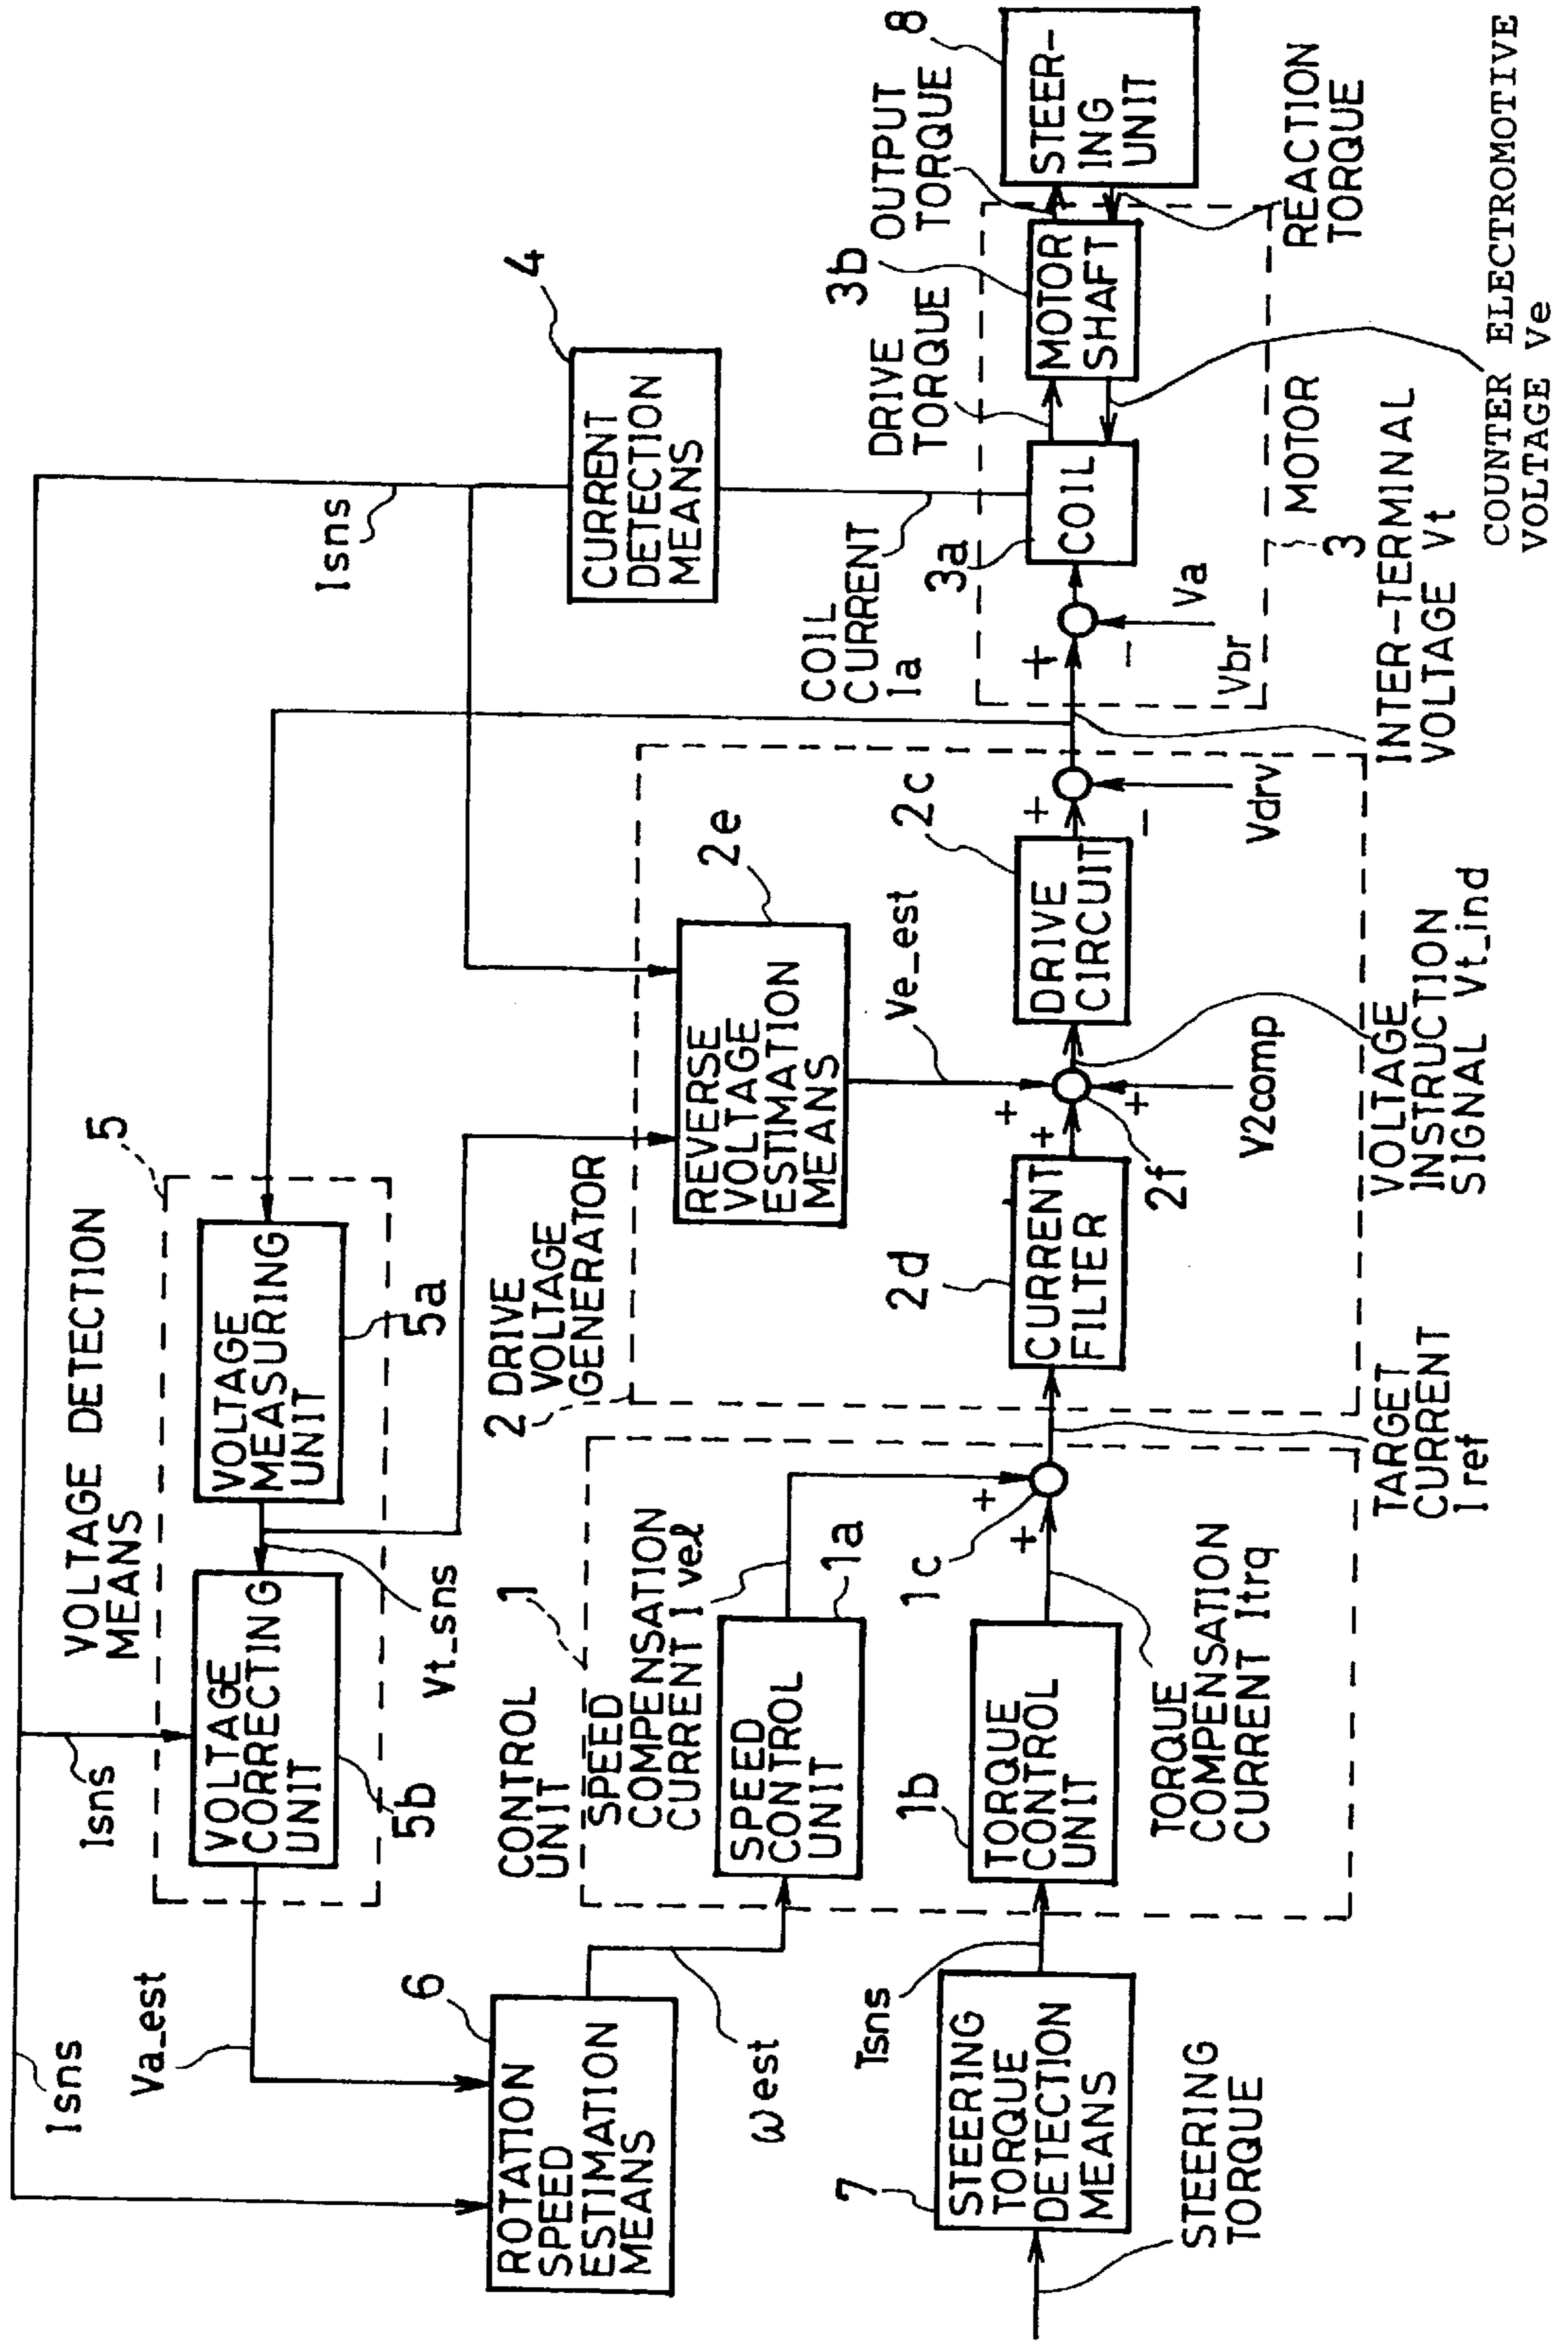 Isns
Va_est
Isns
VOLTAGE DETECTION
MEANS
5
VOLTAGE
CORRECTING
UNIT
5b
VOLTAGE
MEASURING
UNIT
5a
Vt_sns
Isns
6
ROTATION
SPEED
ESTIMATION
MEANS
ωest
CONTROL
UNIT
1
SPEED
COMPENSATION
CURRENT Ivel
SPEED
CONTROL
UNIT
1a
2 DRIVE
VOLTAGE
GENERATOR
REVERSE
VOLTAGE
ESTIMATION
MEANS
2e
Ve_est
CURRENT
DETECTION
MEANS
4
COIL
CURRENT
Ia
7
STEERING
TORQUE
DETECTION
MEANS
Tsns
STEERING
TORQUE
1b
TORQUE
CONTROL
UNIT
1c
+
+
TORQUE
COMPENSATION
CURRENT Itrq
TARGET
CURRENT
Iref
2d
CURRENT
FILTER
2f
+
+
+
Y2comp
VOLTAGE
INSTRUCTION
SIGNAL Vt_ind
2c
DRIVE
CIRCUIT
+
−
Vdrv
INTER-TERMINAL
VOLTAGE Vt
+
−
Vbr
Va
3a
COIL
3
MOTOR
DRIVE
TORQUE
3b
MOTOR
SHAFT
OUTPUT
TORQUE
8
STEER-
ING
UNIT
REACTION
TORQUE
COUNTER ELECTROMOTIVE
VOLTAGE Ve